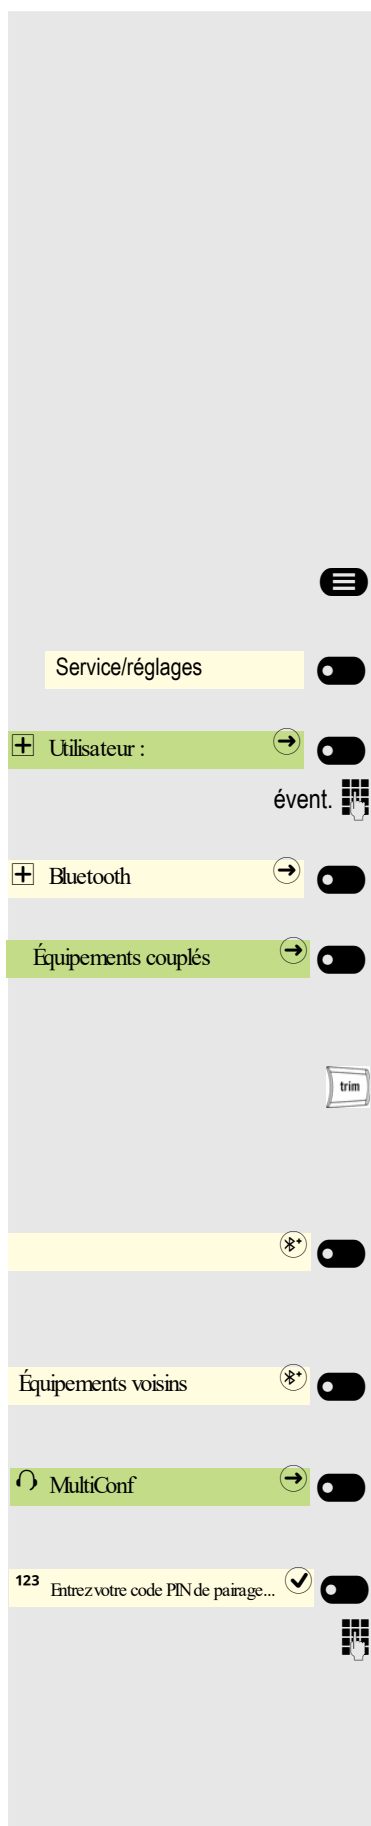 Service/réglages
Utilisateur :
évent.
Bluetooth
Équipements couplés
trim
Équipements voisins
MultiConf
123 Entrez votre code PIN de pairage...